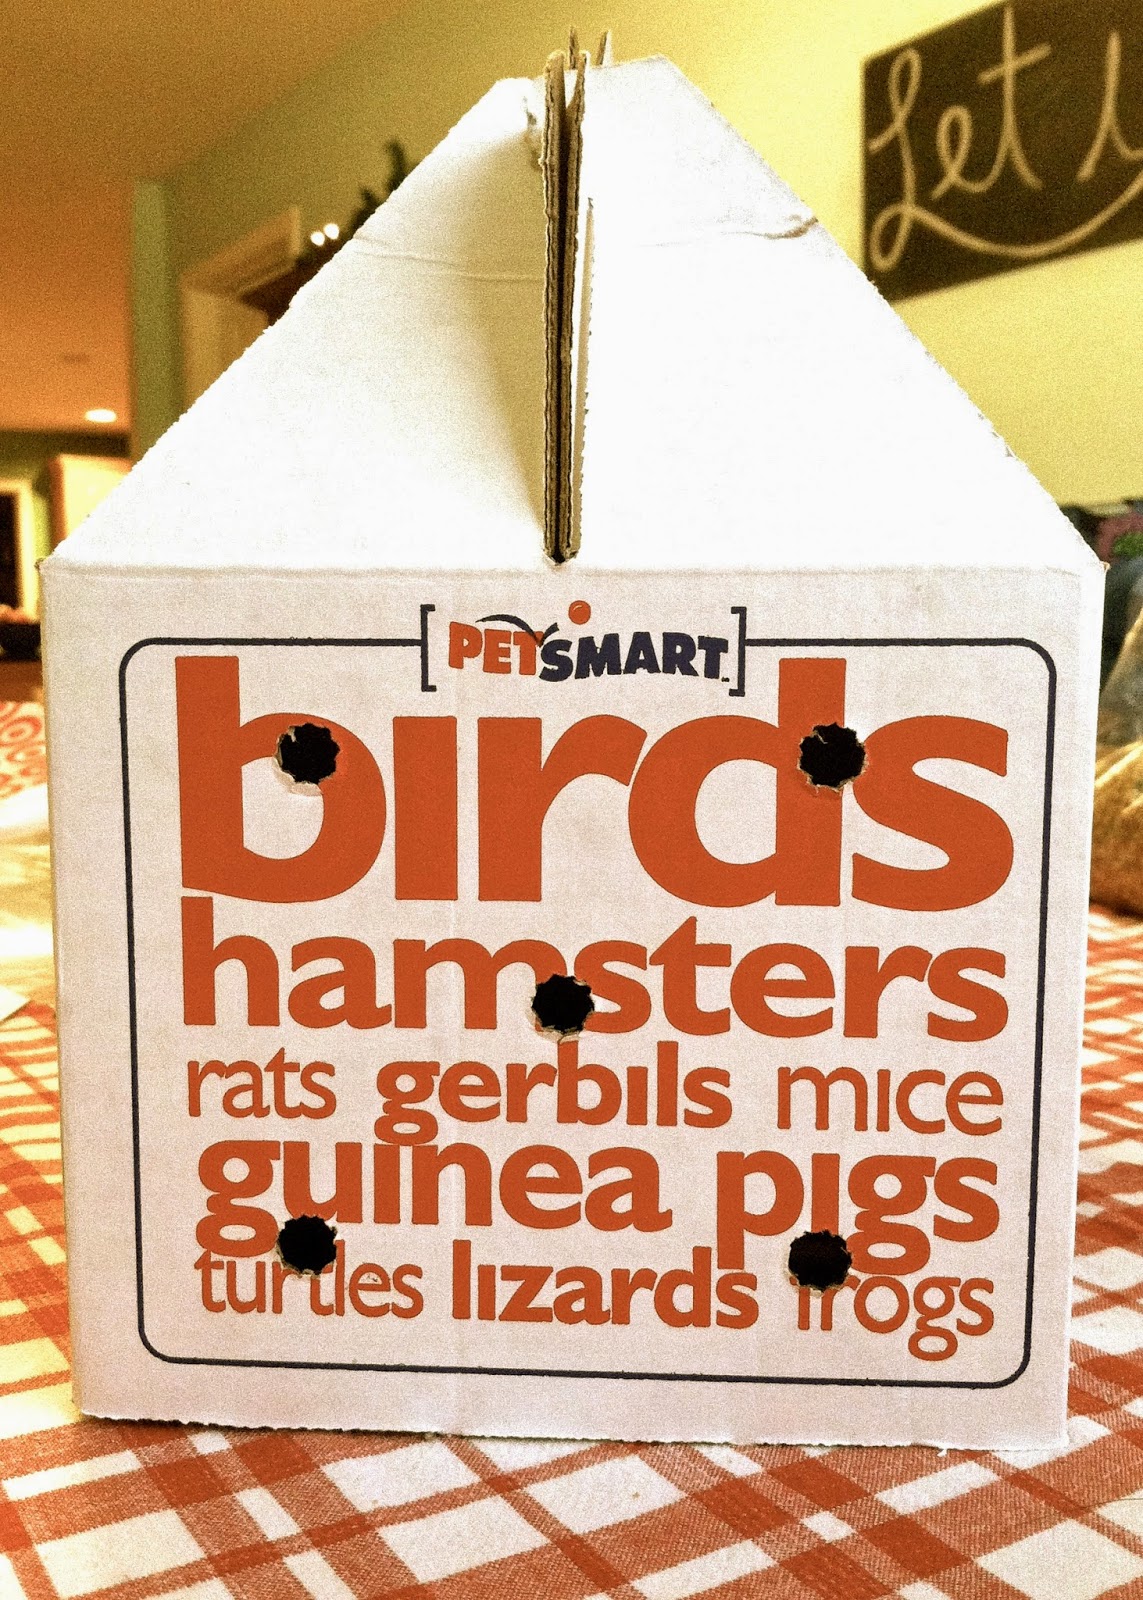 Let
PETSMART
birds
hamsters
rats gerbils mice
guinea pigs
turtles lizards frogs